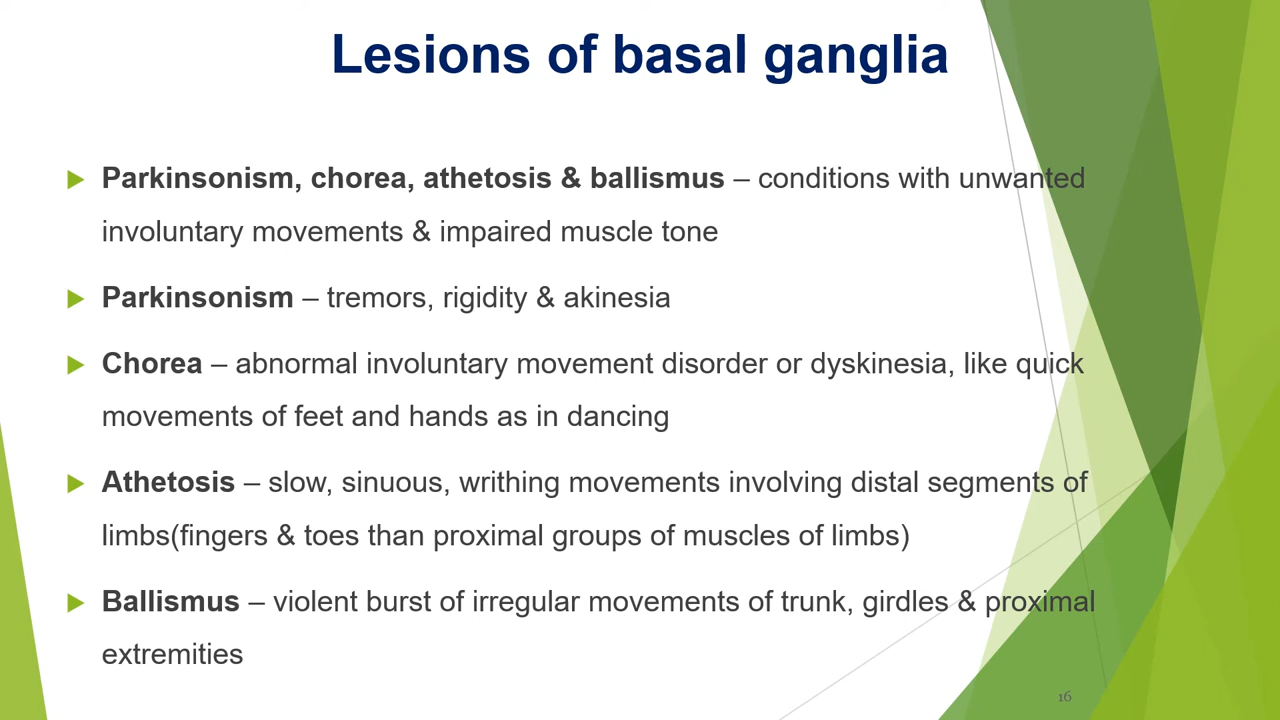 Lesions of basal ganglia
Parkinsonism, chorea, athetosis & ballismus – conditions with unwanted
involuntary movements & impaired muscle tone
Parkinsonism – tremors, rigidity & akinesia
Chorea – abnormal involuntary movement disorder or dyskinesia, like quick
movements of feet and hands as in dancing
Athetosis – slow, sinuous, writhing movements involving distal segments of
limbs(fingers & toes than proximal groups of muscles of limbs)
Ballismus – violent burst of irregular movements of trunk, girdles & proximal
extremities
16